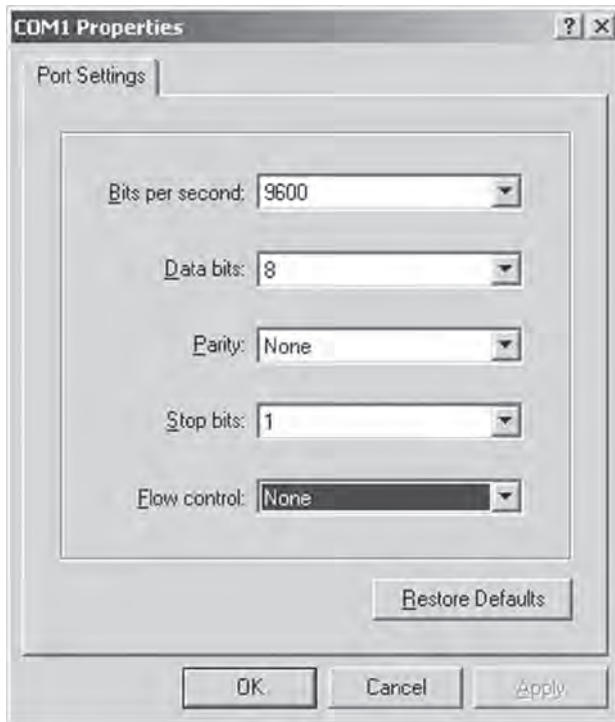 COM1 Properties ? ×
Port Settings
Bits per second: 9600
Data bits: 8
Parity: None
Stop bits: 1
Flow control: None
Restore Defaults
OK Cancel Apply